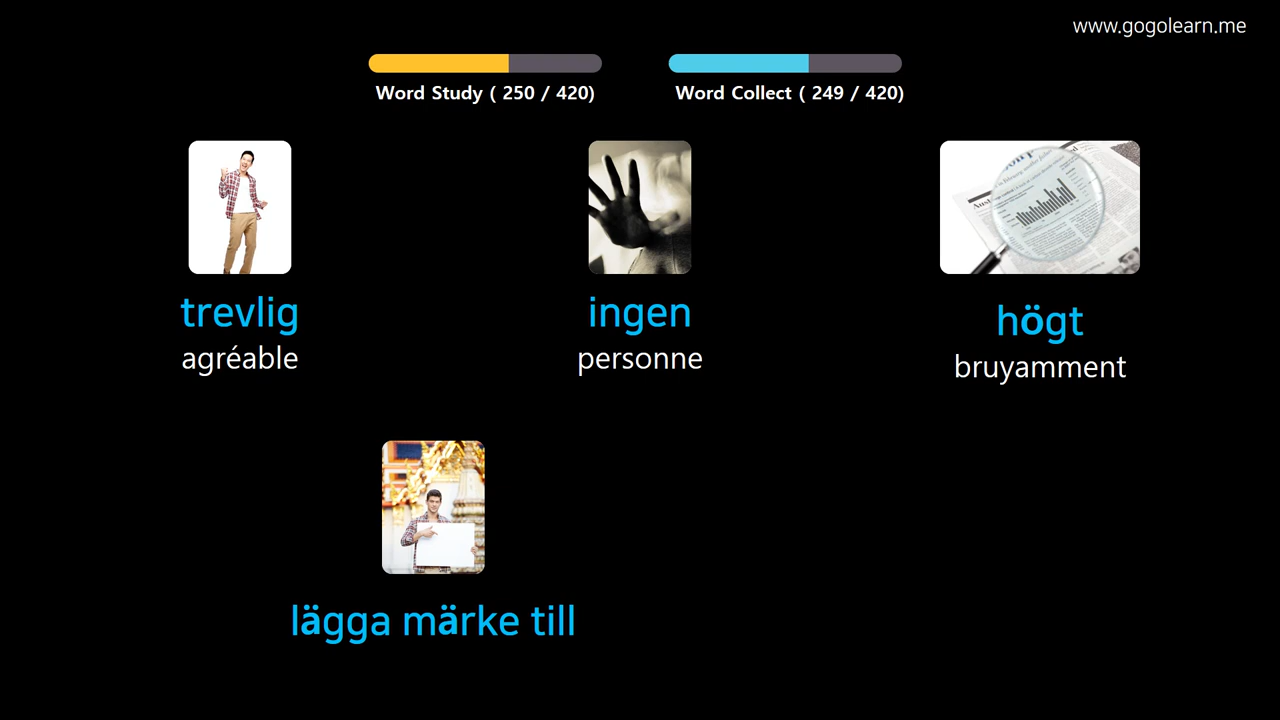 www.gogolearn.me
Word Study ( 250 / 420)
Word Collect ( 249 / 420)
trevlig
agréable
ingen
personne
högt
bruyamment
lägga märke till